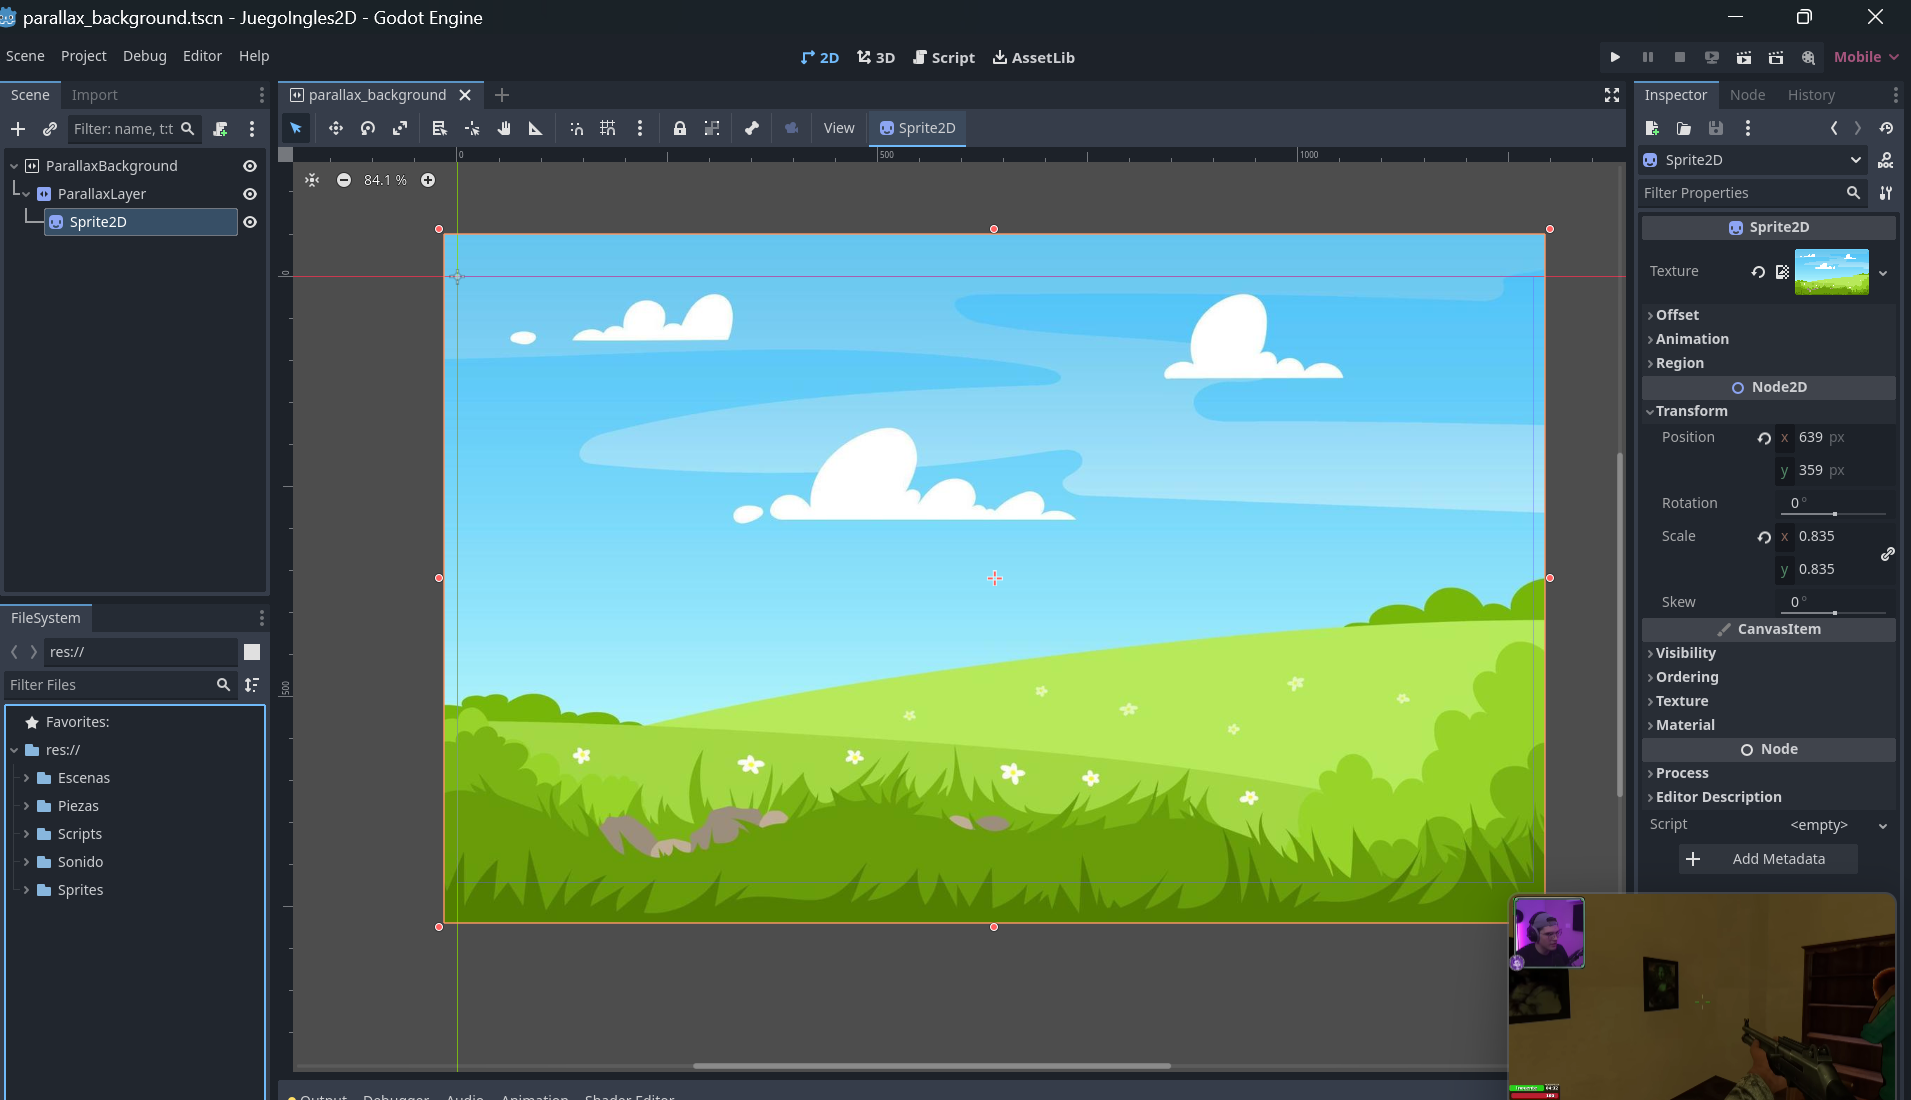 parallax_background.tscn - JuegoIngles2D - Godot Engine
Scene Project Debug Editor Help
2D 3D Script AssetLib
Mobile
Scene Import
parallax_background
Inspector Node History
Filter: name, t:t
View Sprite2D
0 500 1000
84.1 %
ParallaxBackground
ParallaxLayer
Sprite2D
0
500
FileSystem
res://
Filter Files
Favorites:
res://
Escenas
Piezas
Scripts
Sonido
Sprites
Sprite2D
Filter Properties
Sprite2D
Texture
Offset
Animation
Region
Node2D
Transform
Position x 639 px
y 359 px
Rotation 0 °
Scale x 0.835
y 0.835
Skew 0 °
CanvasItem
Visibility
Ordering
Texture
Material
Node
Process
Editor Description
Script <empty>
Add Metadata
Output Debugger Audio Animation Shader Editor